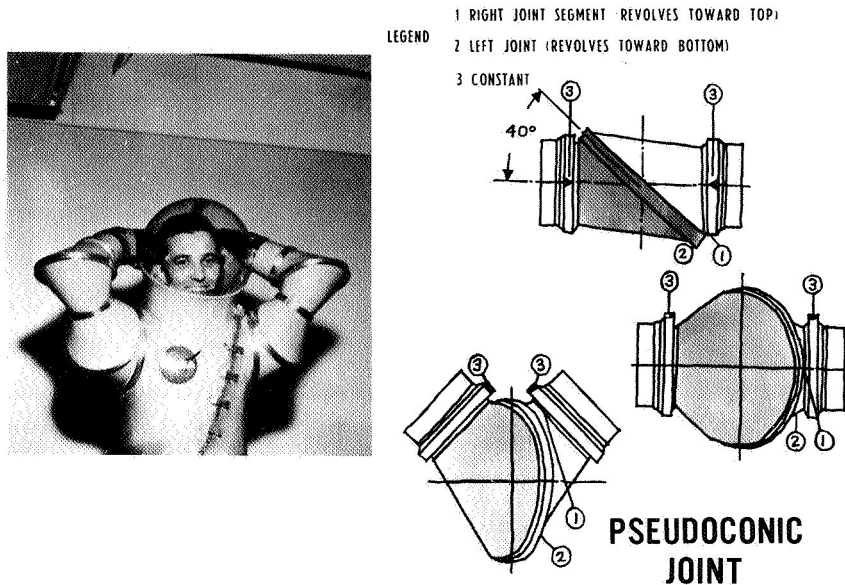 1 RIGHT JOINT SEGMENT (REVOLVES TOWARD TOP)
LEGEND
2 LEFT JOINT (REVOLVES TOWARD BOTTOM)
3 CONSTANT
3
3
40°
2
1
3
3
3
3
2
1
1
2
PSEUDOCONIC
JOINT